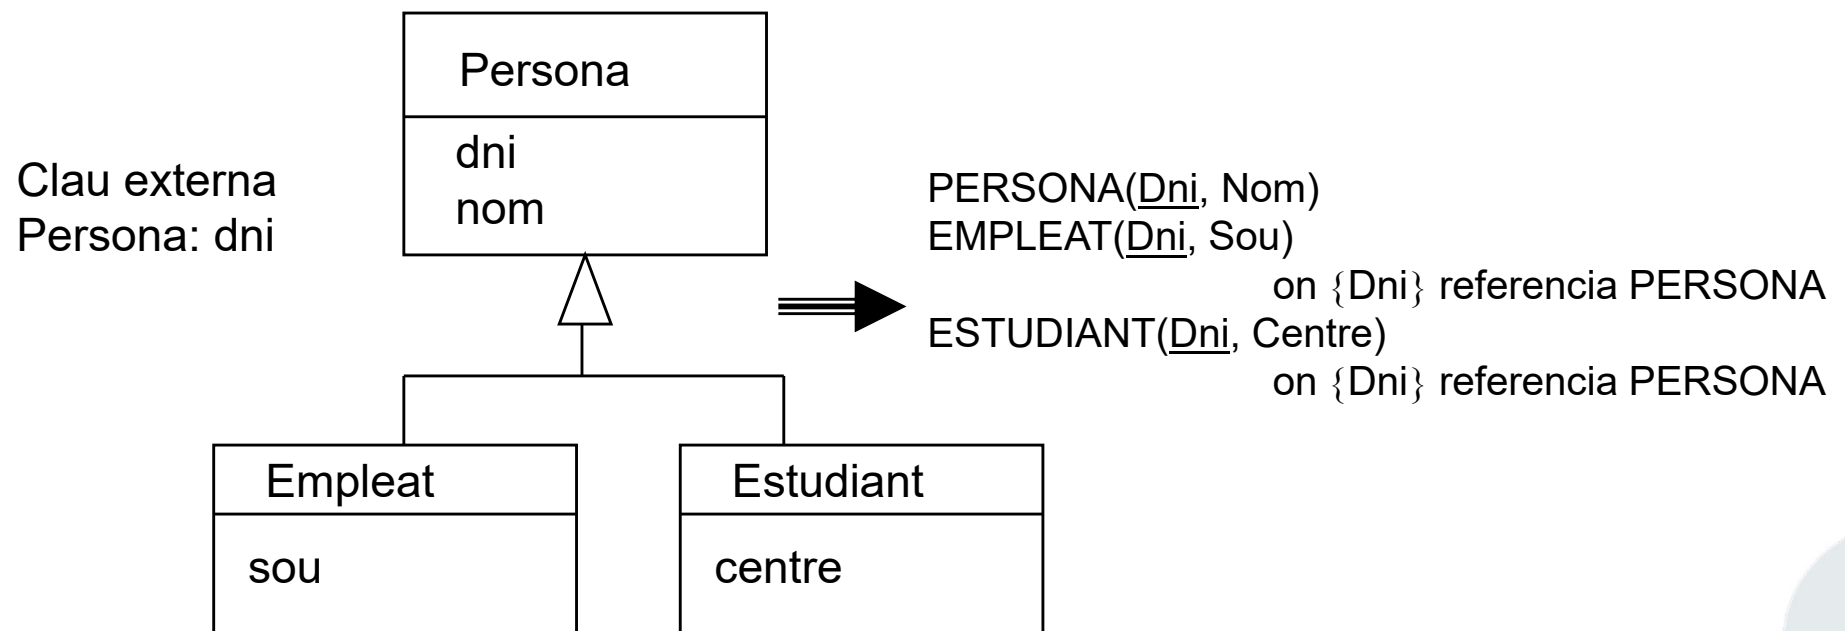 Persona
dni
nom
Clau externa
Persona: dni
PERSONA(Dni, Nom)
EMPLEAT(Dni, Sou)
on {Dni} referencia PERSONA
ESTUDIANT(Dni, Centre)
on {Dni} referencia PERSONA
Empleat
sou
Estudiant
centre